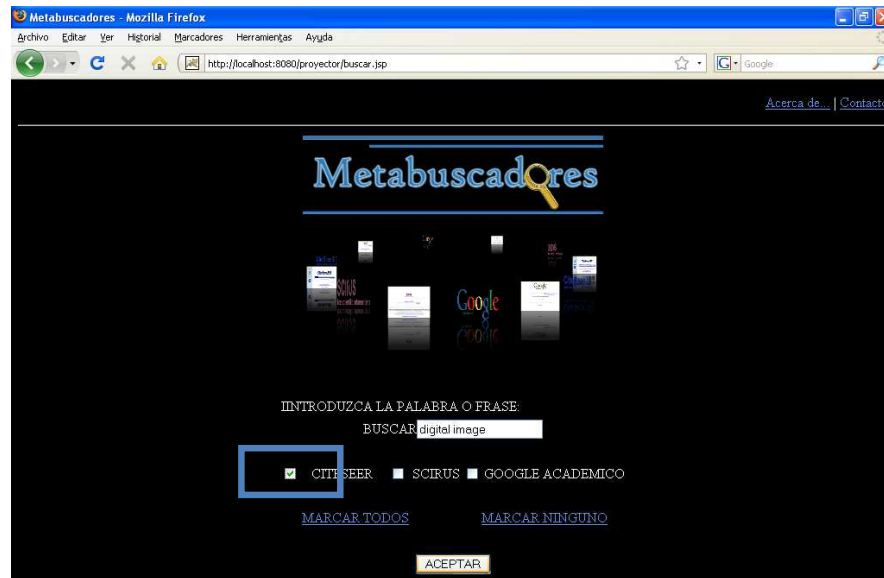 Metabuscadores - Mozilla Firefox
Archivo Editar Ver Historial Marcadores Herramientas Ayuda
http://localhost:8080/proyector/buscar.jsp
G Google
Acerca de... | Contacto
Metabuscadores
SCIRUS Google
IINTRODUZCA LA PALABRA O FRASE:
BUSCAR digital image
CITESEER SCIRUS GOOGLE ACADEMICO
MARCAR TODOS MARCAR NINGUNO
ACEPTAR